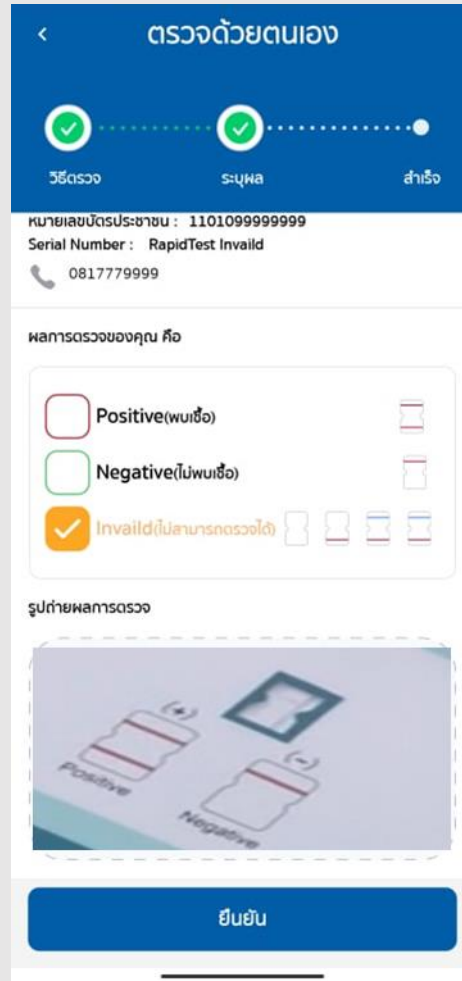 ตรวจด้วยตนเอง
วิธีตรวจ ระบุผล สำเร็จ
หมายเลขบัตรประชาชน : 1101099999999
Serial Number : RapidTest Invaild
0817779999
ผลการตรวจของคุณ คือ
Positive(พบเชื้อ)
Negative(ไม่พบเชื้อ)
Invaild(ไม่สามารถตรวจได้)
รูปถ่ายผลการตรวจ
(+)
Positive
(-)
Negative
ยืนยัน